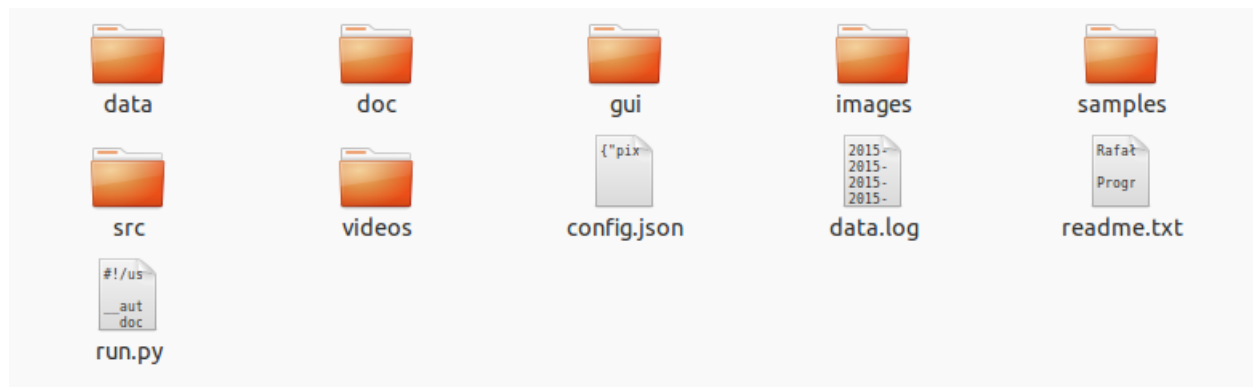 data doc gui images samples
{"pix 2015- Rafał
2015-
2015- Progr
2015-
src videos config.json data.log readme.txt
#!/us
__aut
doc
run.py